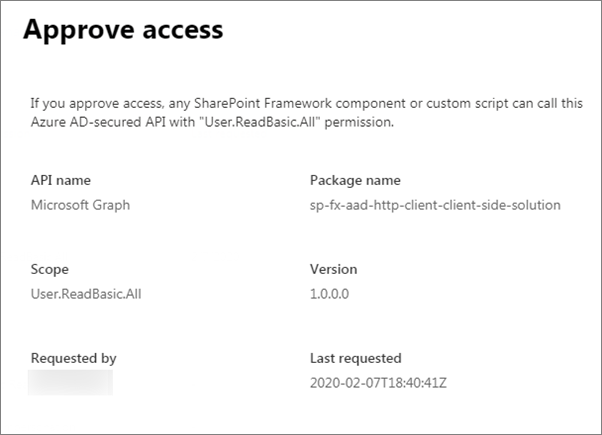 Approve access
If you approve access, any SharePoint Framework component or custom script can call this
Azure AD-secured API with "User.ReadBasic.All" permission.
API name
Package name
Microsoft Graph
sp-fx-aad-http-client-client-side-solution
Scope
Version
User.ReadBasic.All
1.0.0.0
Requested by
Last requested
2020-02-07T18:40:41Z